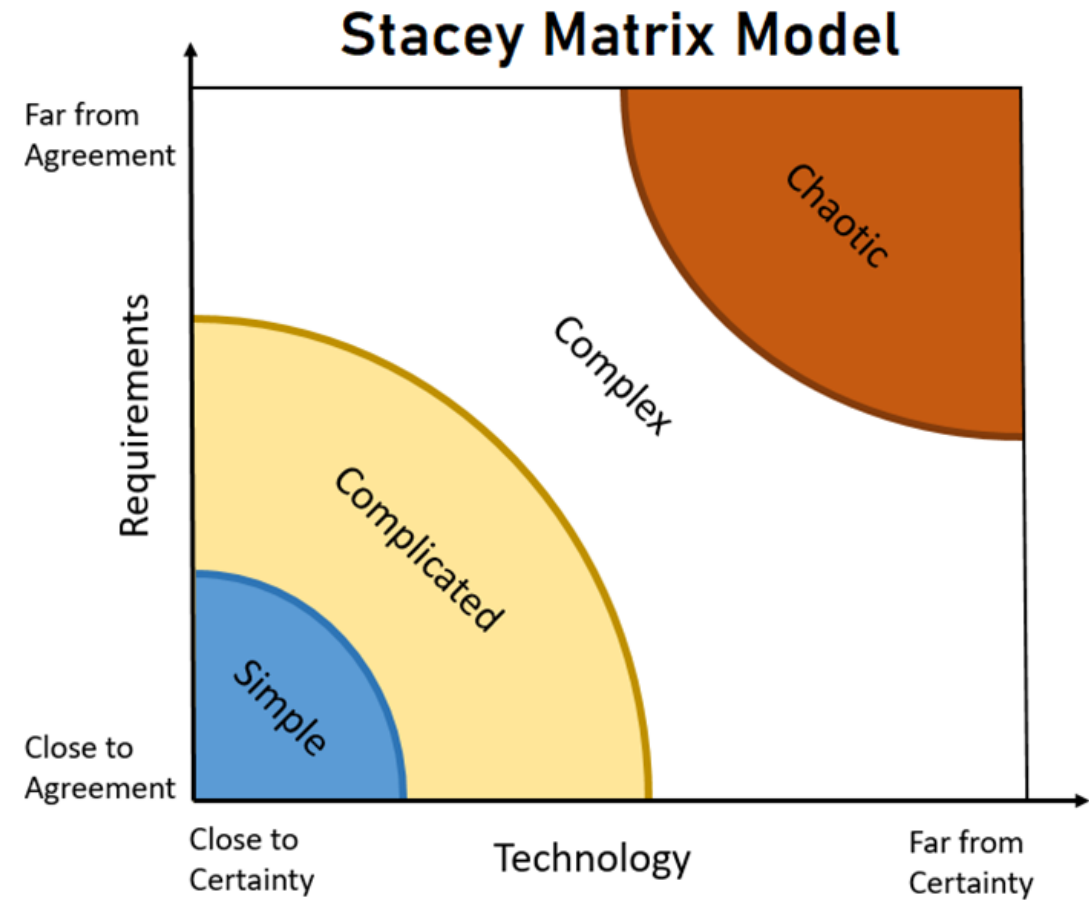 Stacey Matrix Model
Far from
Agreement
Chaotic
Requirements
Complex
Complicated
Simple
Close to
Agreement
Close to
Certainty
Technology
Far from
Certainty